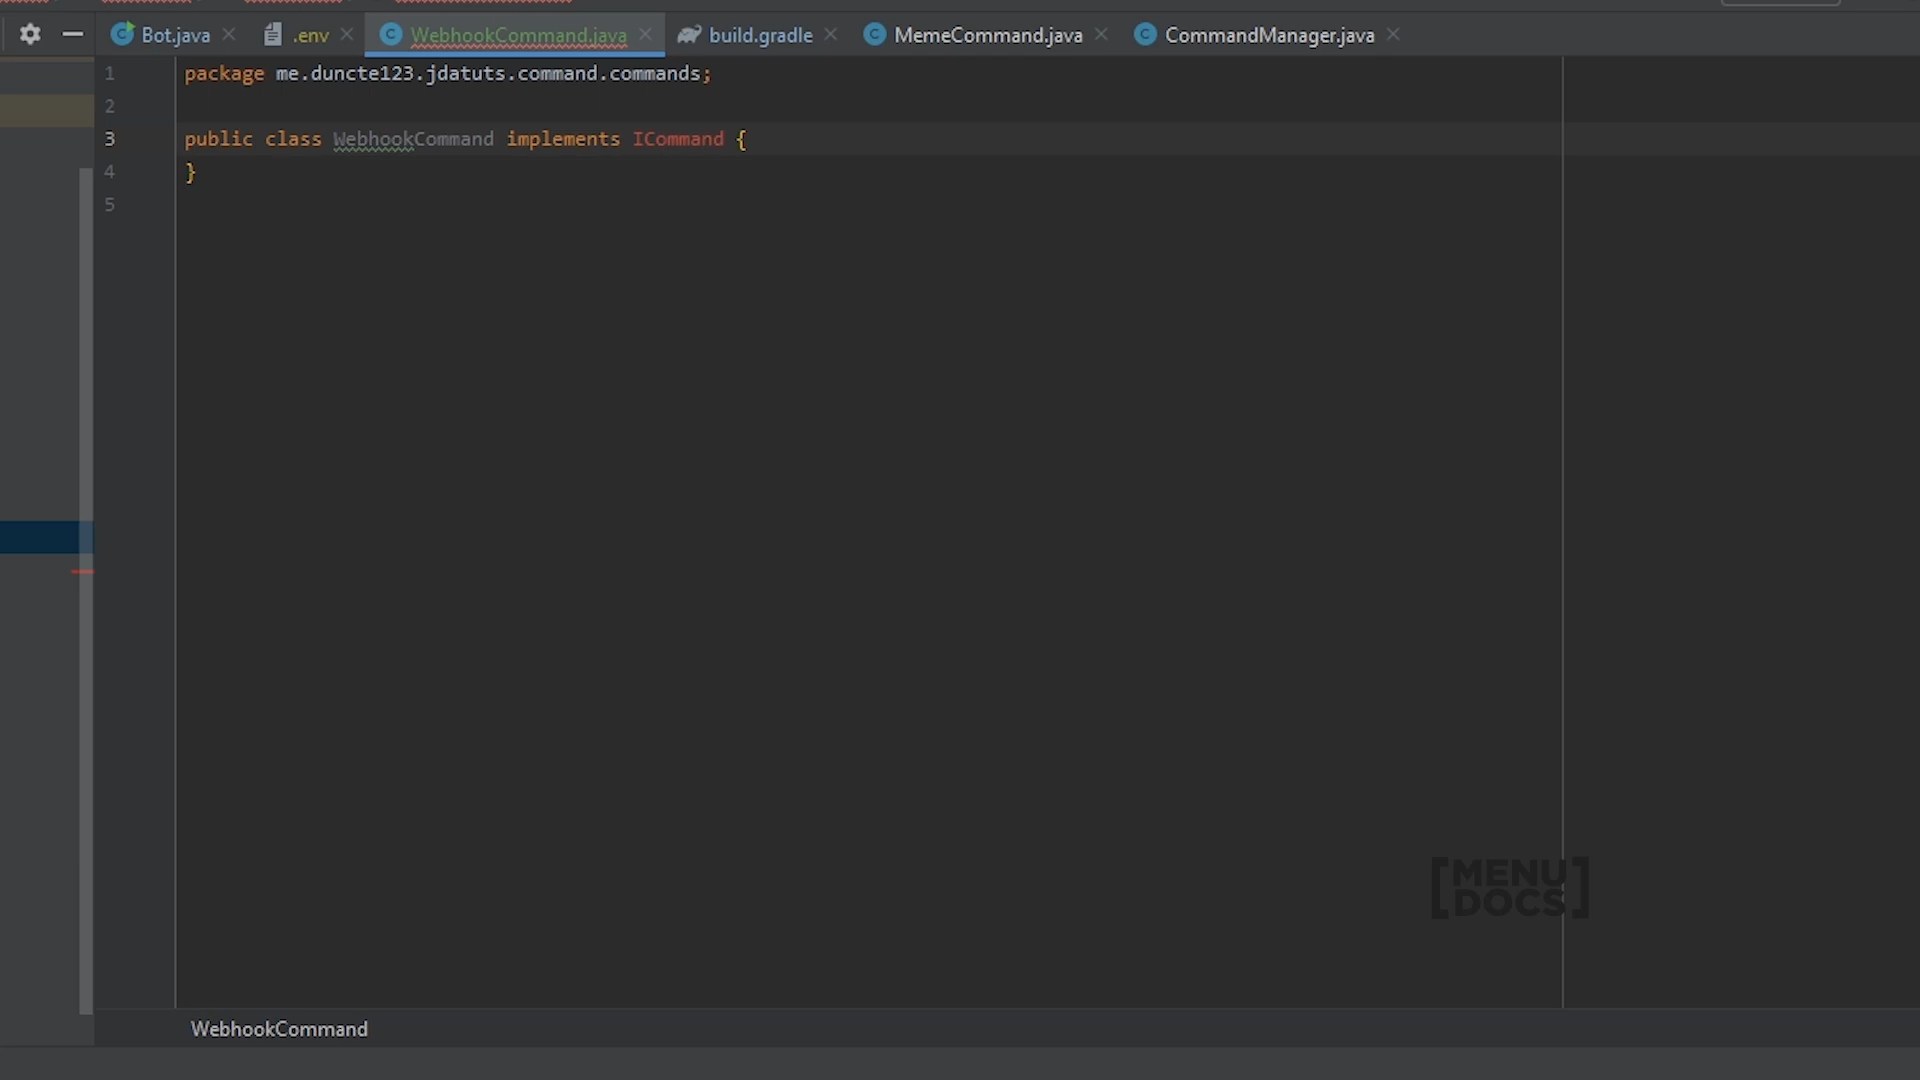 Bot.java .env WebhookCommand.java build.gradle MemeCommand.java CommandManager.java
1 package me.duncte123.jdatuts.command.commands;
2
3 public class WebhookCommand implements ICommand {
4 }
5
[MENU
DOCS]
WebhookCommand